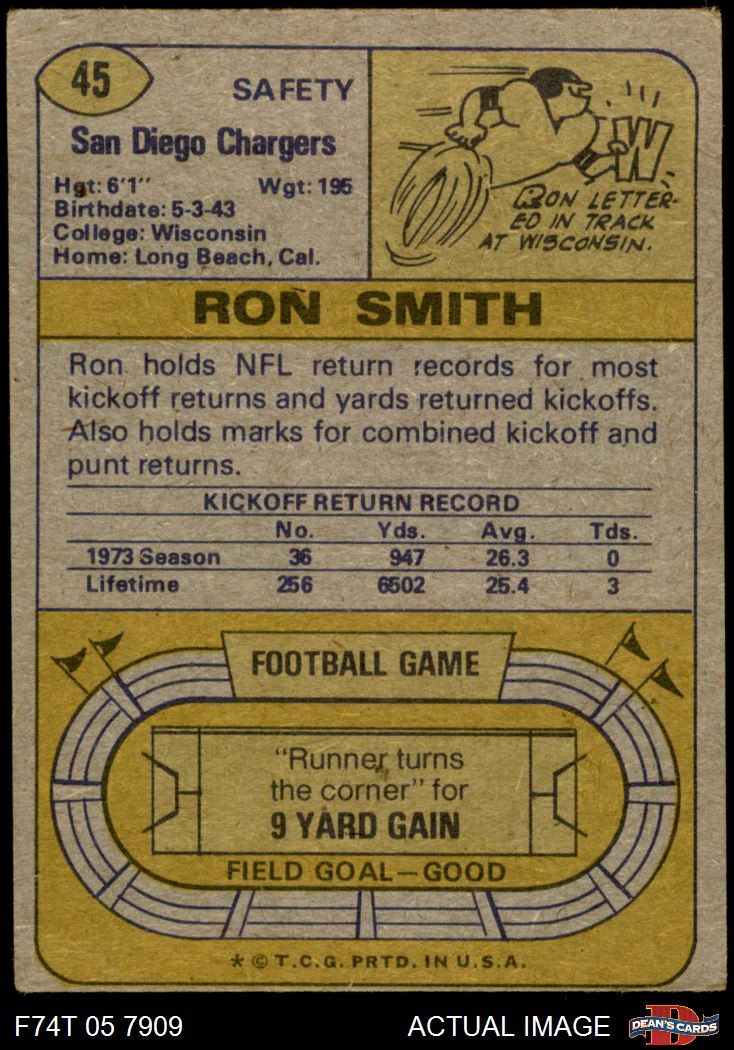 45
SAFETY
San Diego Chargers
Hgt: 6'1" Wgt: 195
Birthdate: 5-3-43
College: Wisconsin
Home: Long Beach, Cal.
W
RON LETTER-
ED IN TRACK
AT WISCONSIN.
RON SMITH
Ron holds NFL return records for most
kickoff returns and yards returned kickoffs.
Also holds marks for combined kickoff and
punt returns.
KICKOFF RETURN RECORD
No. Yds. Avg. Tds.
1973 Season 36 947 26.3 0
Lifetime 256 6502 25.4 3
FOOTBALL GAME
"Runner turns
the corner" for
9 YARD GAIN
FIELD GOAL—GOOD
* © T.C.G. PRTD. IN U.S.A.
F74T 05 7909 ACTUAL IMAGE D DEAN'S CARDS